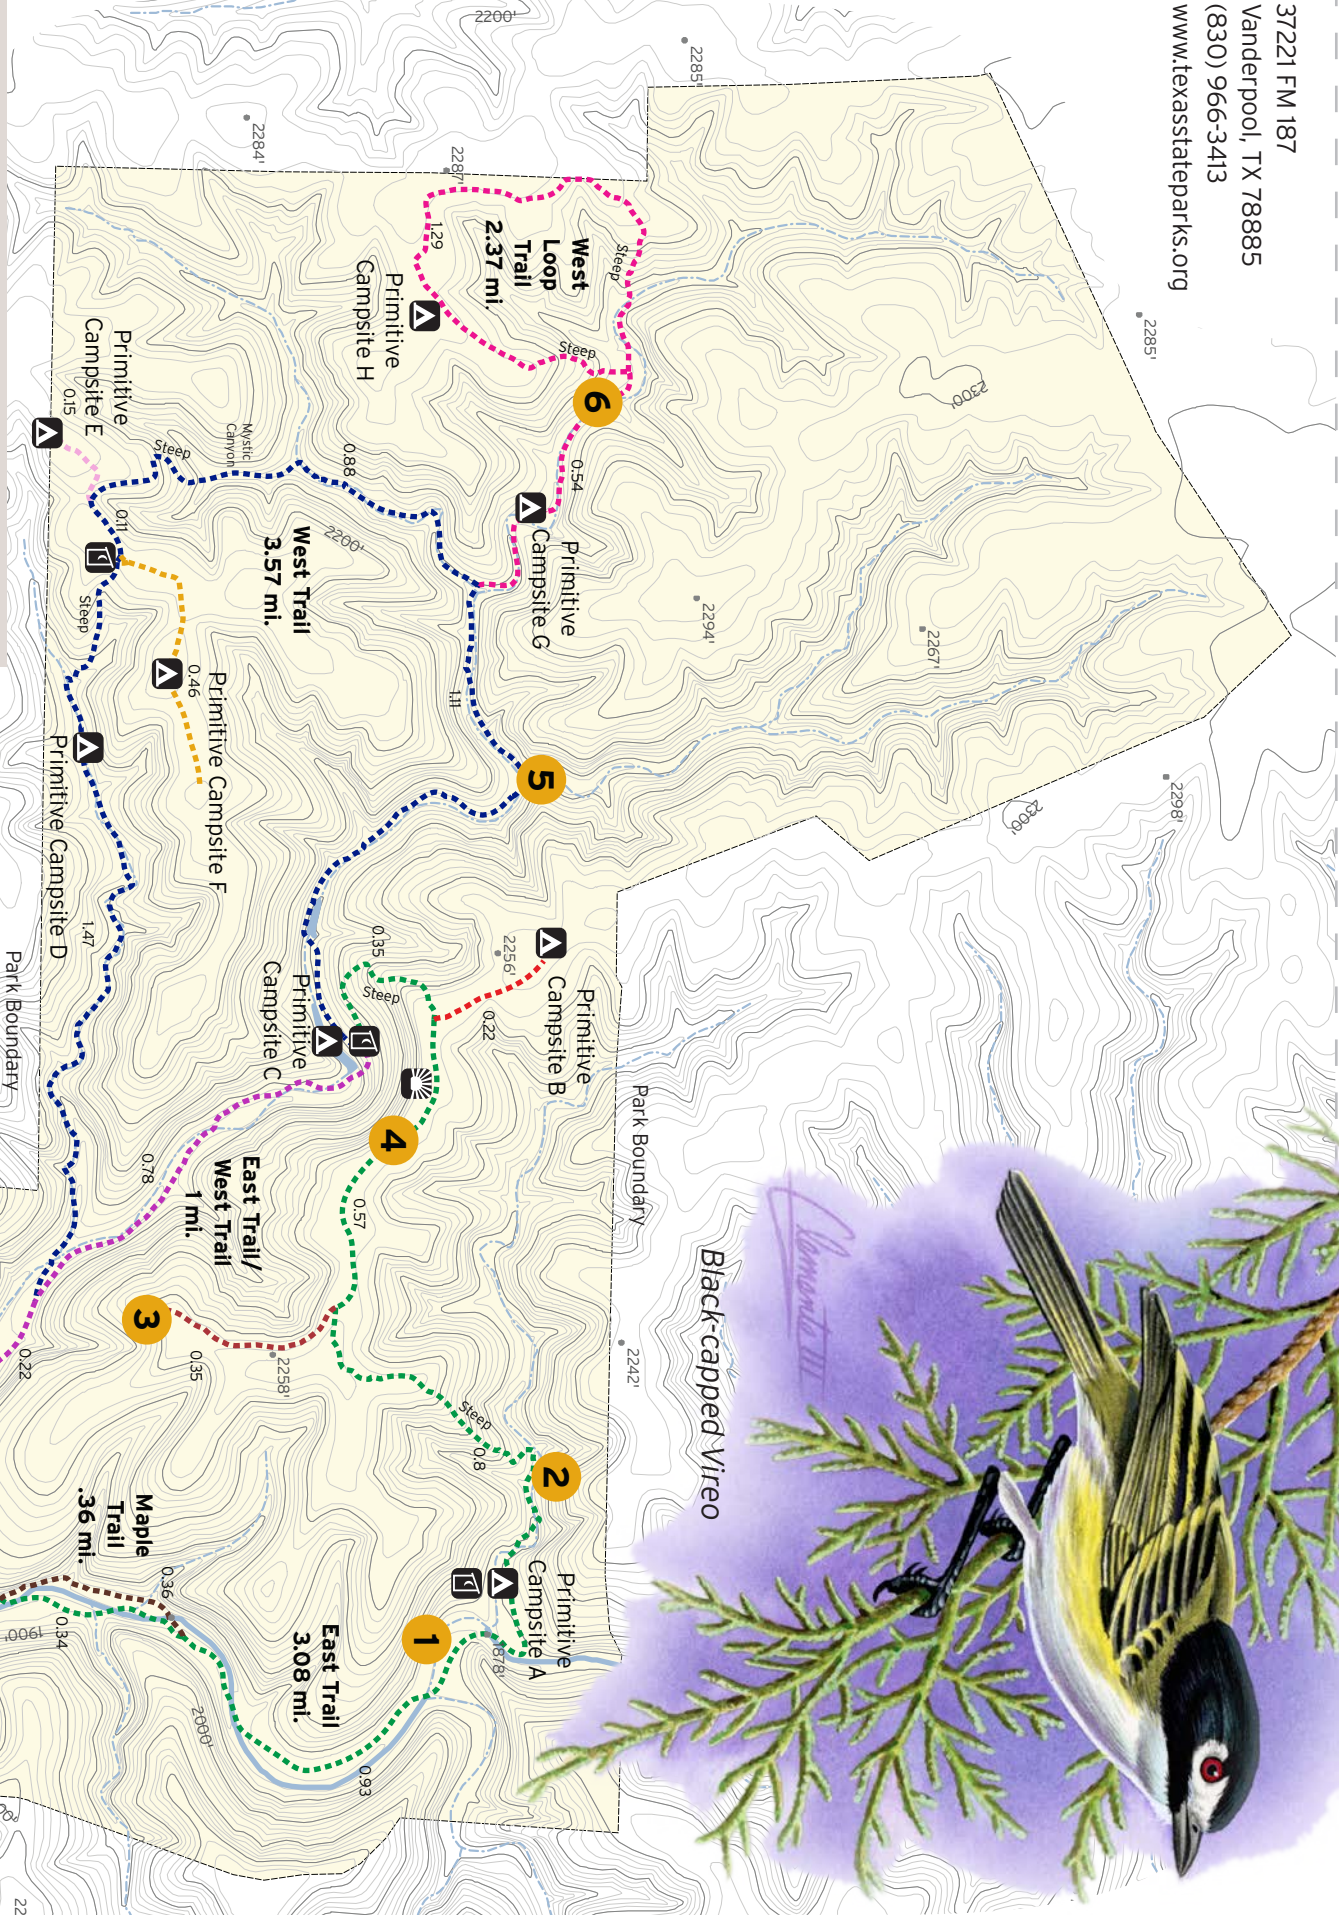 37221 FM 187
Vanderpool, TX 78885
(830) 966-3413
www.texasstateparks.org
2200'
2285'
2284'
2287'
2285'
2300'
West
Loop
Trail
2.37 mi.
Steep
1.29
Primitive
Campsite H
Steep
6
0.54
Primitive
Campsite G
Primitive
Campsite E
0.15
Steep
Mystic
Canyon
0.88
0.11
2200'
West Trail
3.57 mi.
Steep
2294'
2267'
1.11
0.46
Primitive Campsite F
Primitive Campsite D
5
2298'
2300'
1.47
Park Boundary
0.35
Steep
2256'
0.22
Primitive
Campsite B
Primitive
Campsite C
Park Boundary
4
0.57
0.78
East Trail/
West Trail
1 mi.
3
0.35
2258'
0.22
2242'
Black-capped Vireo
Steep
0.8
2
Maple
Trail
.36 mi.
0.36
0.34
1900'
Primitive
Campsite A
1
1878'
East Trail
3.08 mi.
2000'
0.93
22